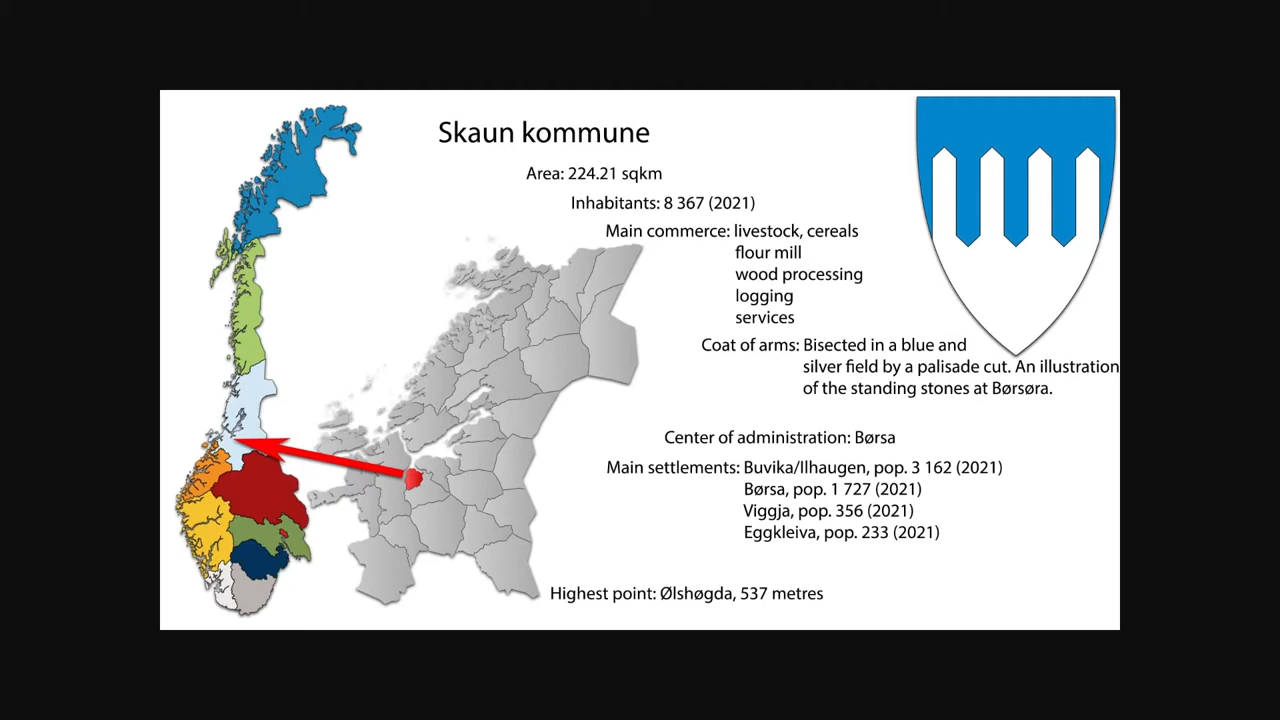 Skaun kommune
Area: 224.21 sqkm
Inhabitants: 8 367 (2021)
Main commerce: livestock, cereals
flour mill
wood processing
logging
services
Coat of arms: Bisected in a blue and
silver field by a palisade cut. An illustration
of the standing stones at Børsøra.
Center of administration: Børsa
Main settlements: Buvika/Ilhaugen, pop. 3 162 (2021)
Børsa, pop. 1 727 (2021)
Viggja, pop. 356 (2021)
Eggkleiva, pop. 233 (2021)
Highest point: Ølshøgda, 537 metres